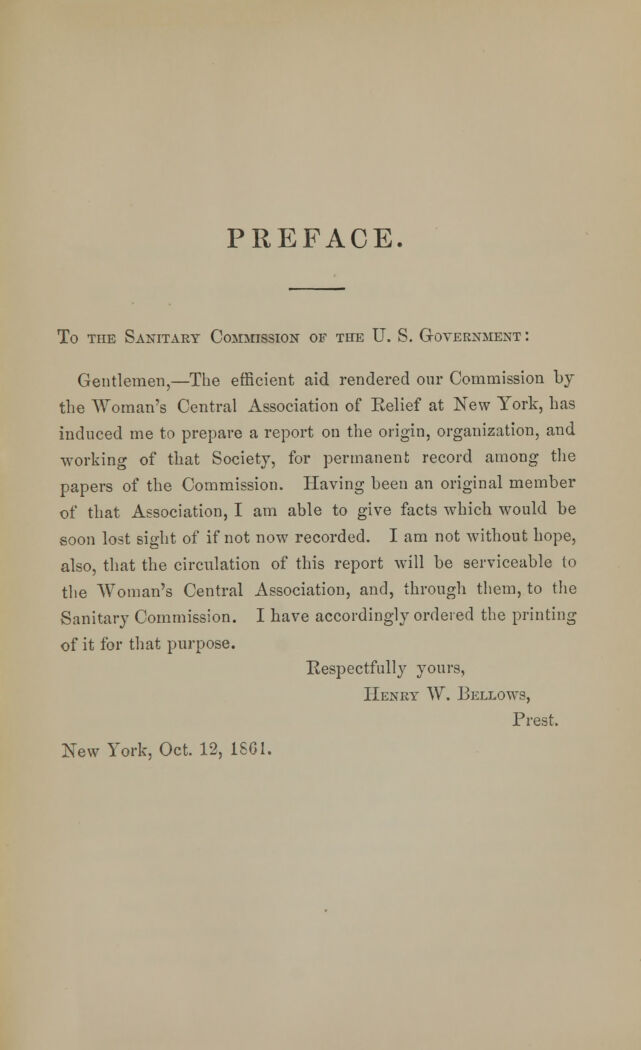 PREFACE.
To the Sanitary Commission of the U. S. Government:
Gentlemen,—The efficient aid rendered our Commission by
the Woman's Central Association of Relief at New York, has
induced me to prepare a report on the origin, organization, and
working of that Society, for permanent record among the
papers of the Commission. Having been an original member
of that Association, I am able to give facts which would be
soon lost sight of if not now recorded. I am not without hope,
also, that the circulation of this report will be serviceable to
the Woman's Central Association, and, through them, to the
Sanitary Commission. I have accordingly ordered the printing
of it for that purpose.
Respectfully yours,
Henry W. Bellows,
Prest.
New York, Oct. 12, 1861.